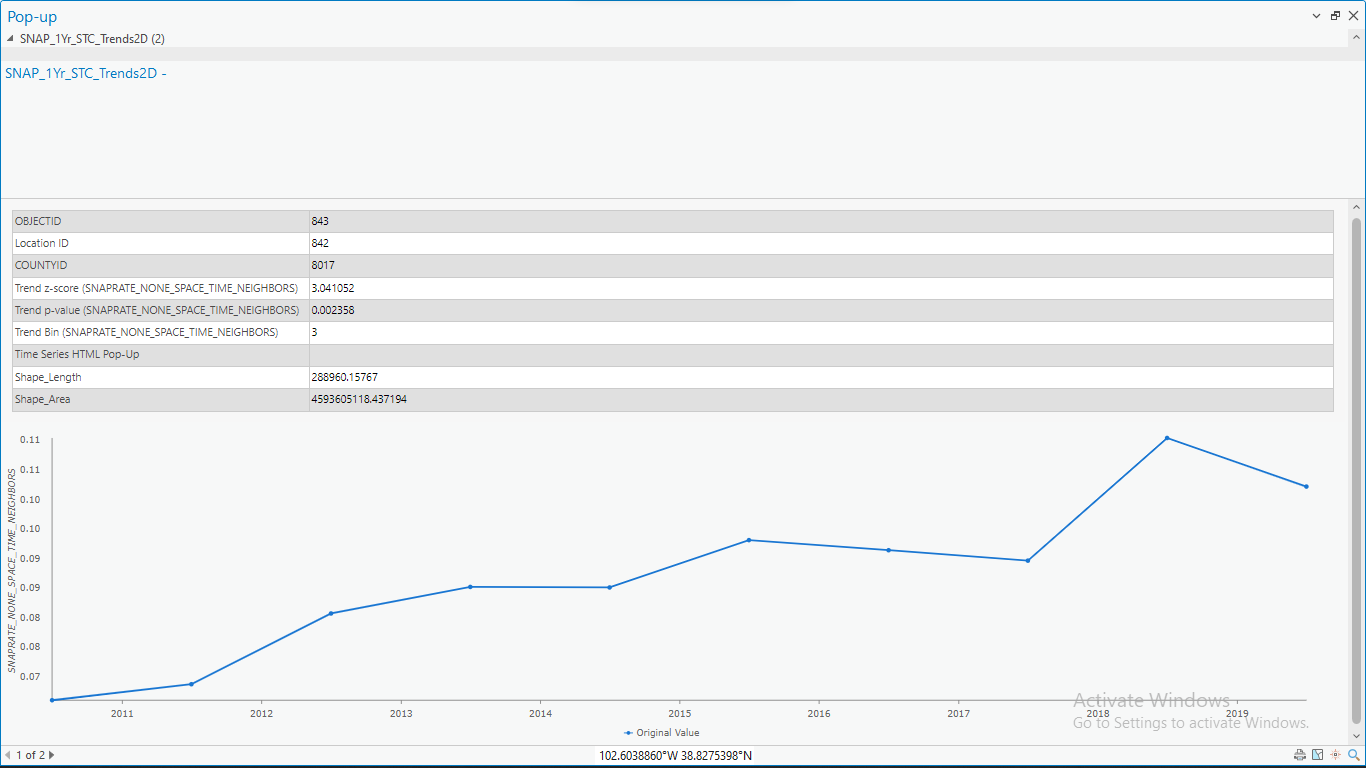 Pop-up
SNAP_1Yr_STC_Trends2D (2)
SNAP_1Yr_STC_Trends2D -
OBJECTID 843
Location ID 842
COUNTYID 8017
Trend z-score (SNAPRATE_NONE_SPACE_TIME_NEIGHBORS) 3.041052
Trend p-value (SNAPRATE_NONE_SPACE_TIME_NEIGHBORS) 0.002358
Trend Bin (SNAPRATE_NONE_SPACE_TIME_NEIGHBORS) 3
Time Series HTML Pop-Up
Shape_Length 288960.15767
Shape_Area 4593605118.437194
SNAPRATE_NONE_SPACE_TIME_NEIGHBORS
0.11
0.11
0.10
0.10
0.09
0.09
0.08
0.08
0.07
2011 2012 2013 2014 2015 2016 2017 2018 2019
Original Value
Activate Windows
Go to Settings to activate Windows.
1 of 2
102.6038860°W 38.8275398°N